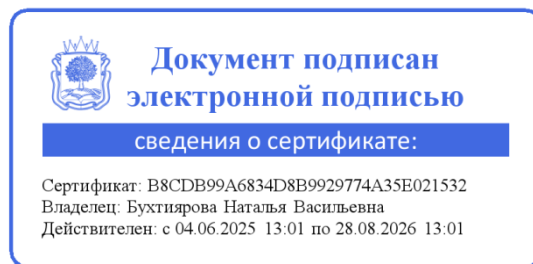 Документ подписан
электронной подписью
сведения о сертификате:
Сертификат: B8CDB99A6834D8B9929774A35E021532
Владелец: Бухтиярова Наталья Васильевна
Действителен: с 04.06.2025 13:01 по 28.08.2026 13:01